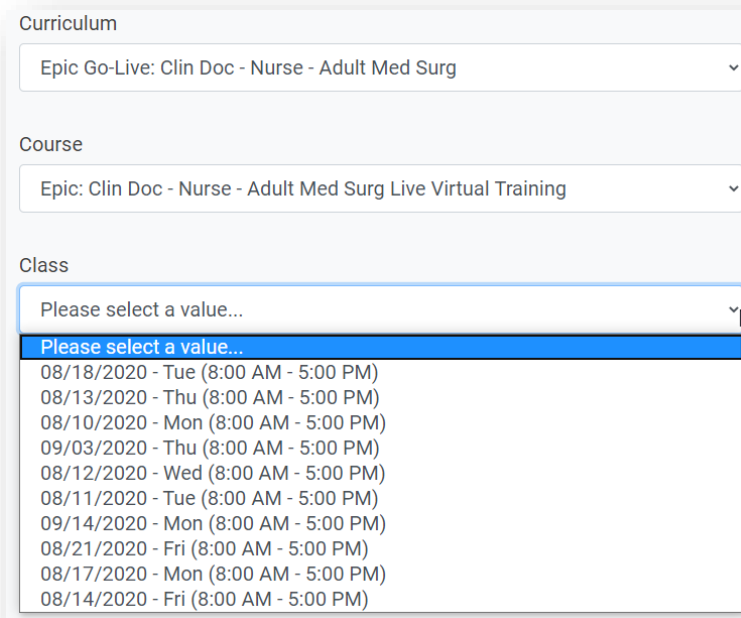 Curriculum
Epic Go-Live: Clin Doc - Nurse - Adult Med Surg
Course
Epic: Clin Doc - Nurse - Adult Med Surg Live Virtual Training
Class
Please select a value...
Please select a value...
08/18/2020 - Tue (8:00 AM - 5:00 PM)
08/13/2020 - Thu (8:00 AM - 5:00 PM)
08/10/2020 - Mon (8:00 AM - 5:00 PM)
09/03/2020 - Thu (8:00 AM - 5:00 PM)
08/12/2020 - Wed (8:00 AM - 5:00 PM)
08/11/2020 - Tue (8:00 AM - 5:00 PM)
09/14/2020 - Mon (8:00 AM - 5:00 PM)
08/21/2020 - Fri (8:00 AM - 5:00 PM)
08/17/2020 - Mon (8:00 AM - 5:00 PM)
08/14/2020 - Fri (8:00 AM - 5:00 PM)